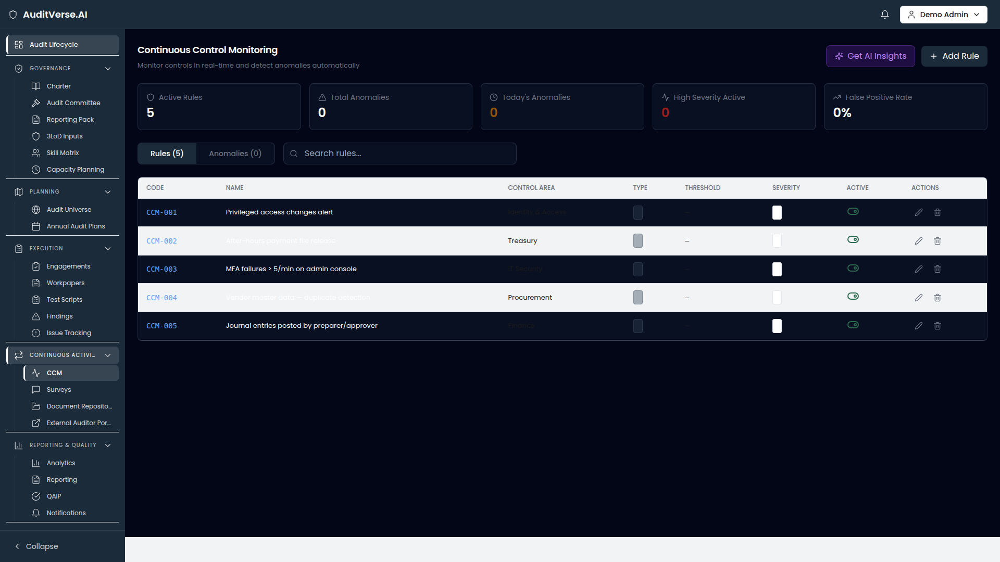 AuditVerse.AI
Demo Admin
Audit Lifecycle
GOVERNANCE
Charter
Audit Committee
Reporting Pack
3LoD Inputs
Skill Matrix
Capacity Planning
PLANNING
Audit Universe
Annual Audit Plans
EXECUTION
Engagements
Workpapers
Test Scripts
Findings
Issue Tracking
CONTINUOUS ACTIVI...
CCM
Surveys
Document Reposito...
External Auditor Por...
REPORTING & QUALITY
Analytics
Reporting
QAIP
Notifications
Collapse
Continuous Control Monitoring
Monitor controls in real-time and detect anomalies automatically
Get AI Insights
Add Rule
Active Rules
5
Total Anomalies
0
Today's Anomalies
0
High Severity Active
0
False Positive Rate
0%
Rules (5)
Anomalies (0)
Search rules...
CODE NAME CONTROL AREA TYPE THRESHOLD SEVERITY ACTIVE ACTIONS
CCM-001 Privileged access changes alert Identity & Access –
CCM-002 After-hours payment file release Treasury –
CCM-003 MFA failures > 5/min on admin console IT Security –
CCM-004 Vendor master data — duplicate detection Procurement –
CCM-005 Journal entries posted by preparer/approver Finance –